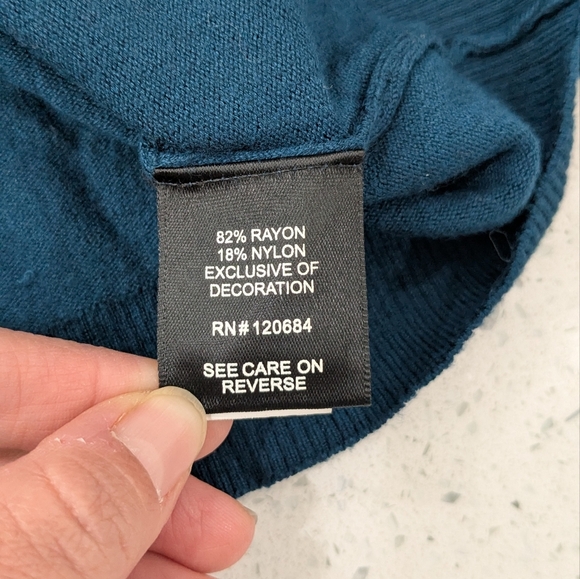 82% RAYON
18% NYLON
EXCLUSIVE OF
DECORATION
RN#120684
SEE CARE ON
REVERSE